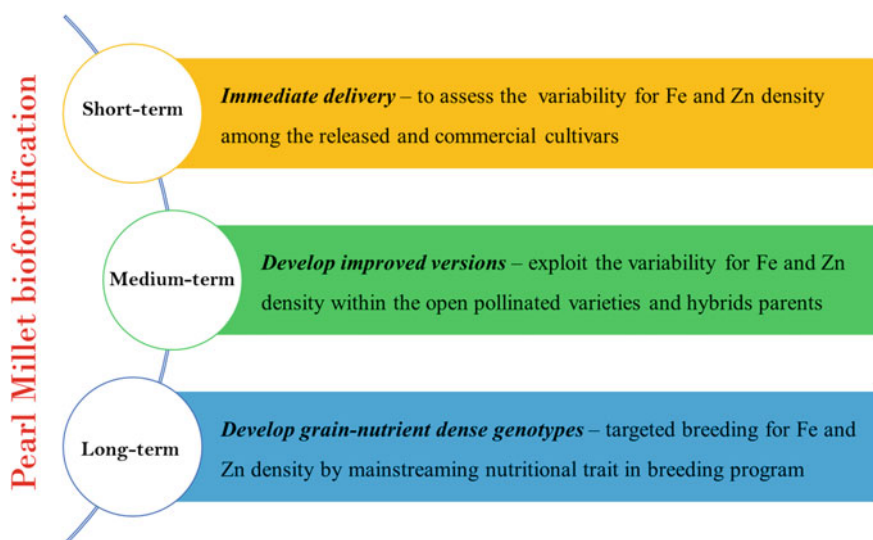 Pearl Millet biofortification
Short-term
Immediate delivery – to assess the variability for Fe and Zn density
among the released and commercial cultivars
Medium-term
Develop improved versions – exploit the variability for Fe and Zn
density within the open pollinated varieties and hybrids parents
Long-term
Develop grain-nutrient dense genotypes – targeted breeding for Fe and
Zn density by mainstreaming nutritional trait in breeding program